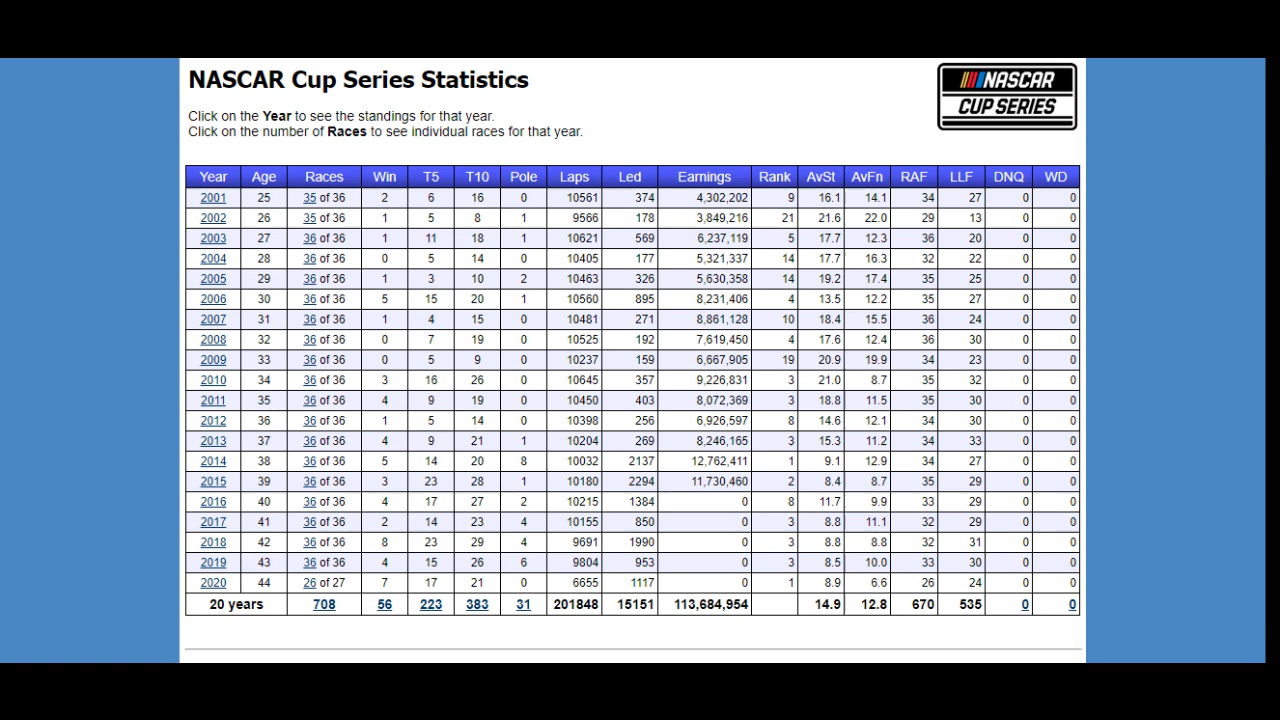 NASCAR Cup Series Statistics
NASCAR
CUP SERIES
Click on the Year to see the standings for that year.
Click on the number of Races to see individual races for that year.
Year Age Races Win T5 T10 Pole Laps Led Earnings Rank AvSt AvFn RAF LLF DNQ WD
2001 25 35 of 36 2 6 16 0 10561 374 4,302,202 9 16.1 14.1 34 27 0 0
2002 26 35 of 36 1 5 8 1 9566 178 3,849,216 21 21.6 22.0 29 13 0 0
2003 27 36 of 36 1 11 18 1 10621 569 6,237,119 5 17.7 12.3 36 20 0 0
2004 28 36 of 36 0 5 14 0 10405 177 5,321,337 14 17.7 16.3 32 22 0 0
2005 29 36 of 36 1 3 10 2 10463 326 5,630,358 14 19.2 17.4 35 25 0 0
2006 30 36 of 36 5 15 20 1 10560 895 8,231,406 4 13.5 12.2 35 27 0 0
2007 31 36 of 36 1 4 15 0 10481 271 8,861,128 10 18.4 15.5 36 24 0 0
2008 32 36 of 36 0 7 19 0 10525 192 7,619,450 4 17.6 12.4 36 30 0 0
2009 33 36 of 36 0 5 9 0 10237 159 6,667,905 19 20.9 19.9 34 23 0 0
2010 34 36 of 36 3 16 26 0 10645 357 9,226,831 3 21.0 8.7 35 32 0 0
2011 35 36 of 36 4 9 19 0 10450 403 8,072,369 3 18.8 11.5 35 30 0 0
2012 36 36 of 36 1 5 14 0 10398 256 6,926,597 8 14.6 12.1 34 30 0 0
2013 37 36 of 36 4 9 21 1 10204 269 8,246,165 3 15.3 11.2 34 33 0 0
2014 38 36 of 36 5 14 20 8 10032 2137 12,762,411 1 9.1 12.9 34 27 0 0
2015 39 36 of 36 3 23 28 1 10180 2294 11,730,460 2 8.4 8.7 35 29 0 0
2016 40 36 of 36 4 17 27 2 10215 1384 0 8 11.7 9.9 33 29 0 0
2017 41 36 of 36 2 14 23 4 10155 850 0 3 8.8 11.1 32 29 0 0
2018 42 36 of 36 8 23 29 4 9691 1990 0 3 8.8 8.8 32 31 0 0
2019 43 36 of 36 4 15 26 6 9804 953 0 3 8.5 10.0 33 30 0 0
2020 44 26 of 27 7 17 21 0 6655 1117 0 1 8.9 6.6 26 24 0 0
20 years 708 56 223 383 31 201848 15151 113,684,954 14.9 12.8 670 535 0 0